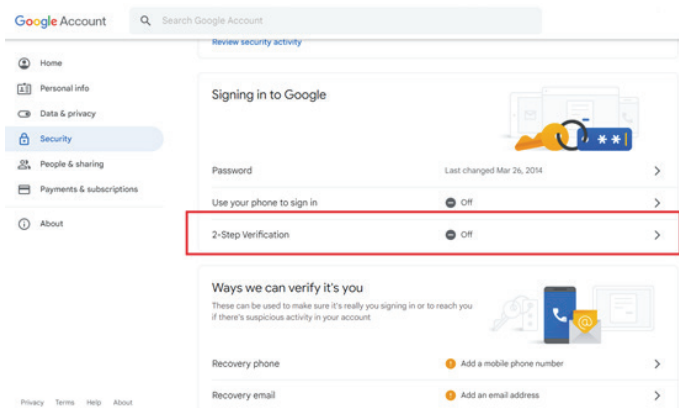 Google Account
Search Google Account
Review security activity
Home
Personal info
Data & privacy
Security
People & sharing
Payments & subscriptions
About
Signing in to Google
**
Password
Last changed Mar 26, 2014
Use your phone to sign in
Off
2-Step Verification
Off
Ways we can verify it's you
These can be used to make sure it's really you signing in or to reach you
if there's suspicious activity in your account
@
Recovery phone
! Add a mobile phone number
Recovery email
! Add an email address
Privacy Terms Help About